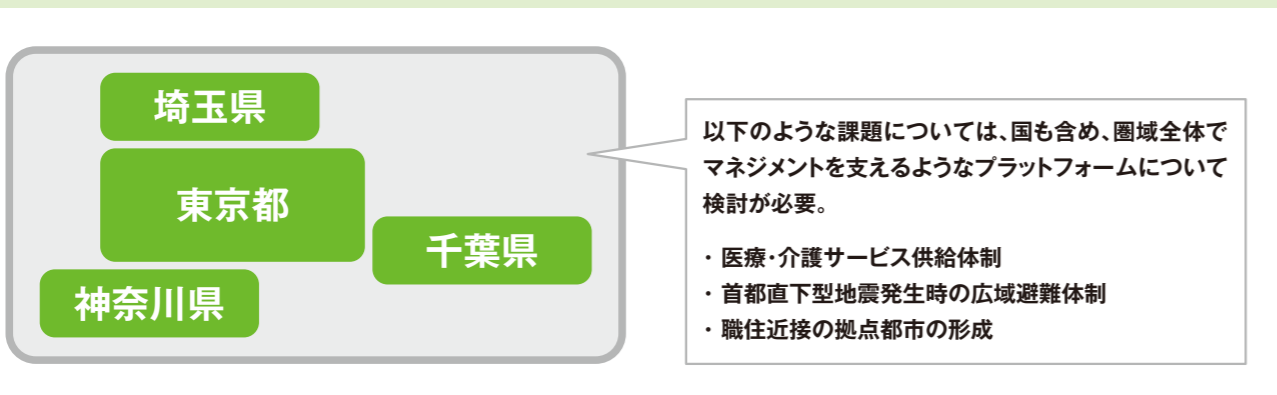 埼玉県
東京都
千葉県
神奈川県
以下のような課題については、国も含め、圏域全体で
マネジメントを支えるようなプラットフォームについて
検討が必要。
・医療・介護サービス供給体制
・首都直下型地震発生時の広域避難体制
・職住近接の拠点都市の形成